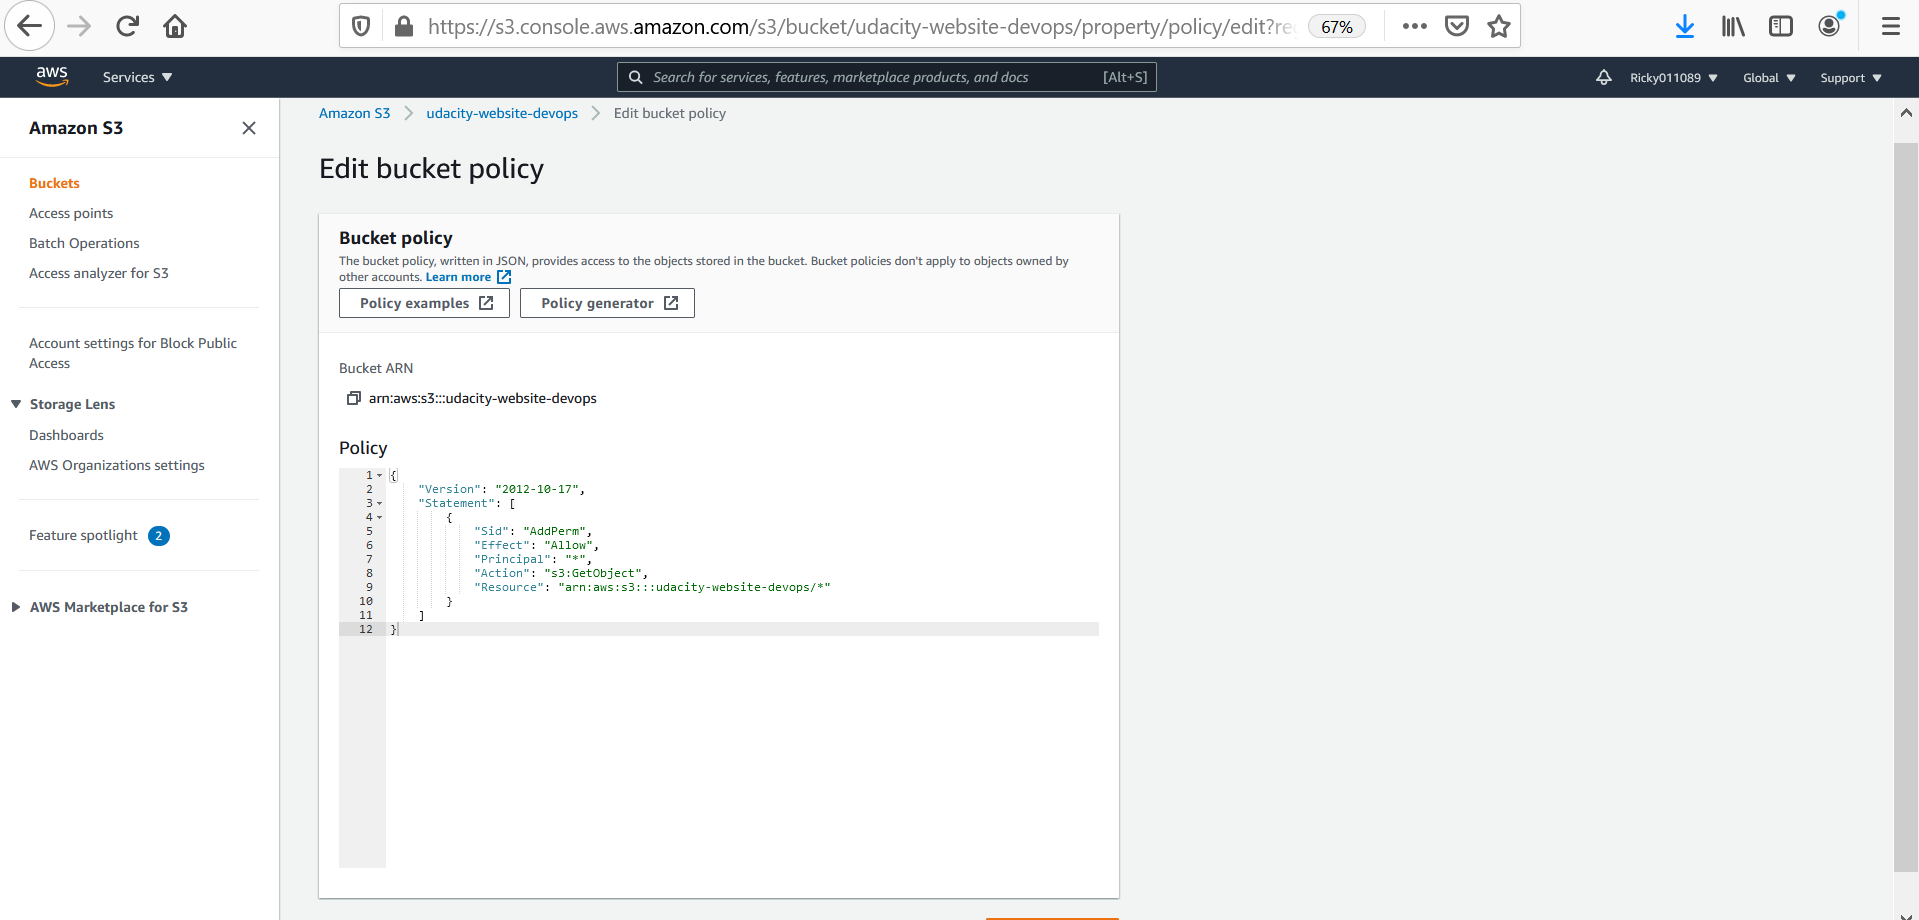 https://s3.console.aws.amazon.com/s3/bucket/udacity-website-devops/property/policy/edit?re
67%
aws
Services
Search for services, features, marketplace products, and docs
[Alt+S]
Ricky011089
Global
Support
Amazon S3
Buckets
Access points
Batch Operations
Access analyzer for S3
Account settings for Block Public
Access
Storage Lens
Dashboards
AWS Organizations settings
Feature spotlight 2
AWS Marketplace for S3
Amazon S3 > udacity-website-devops > Edit bucket policy
Edit bucket policy
Bucket policy
The bucket policy, written in JSON, provides access to the objects stored in the bucket. Bucket policies don't apply to objects owned by
other accounts. Learn more
Policy examples
Policy generator
Bucket ARN
arn:aws:s3:::udacity-website-devops
Policy
1 {
2 "Version": "2012-10-17",
3 "Statement": [
4 {
5 "Sid": "AddPerm",
6 "Effect": "Allow",
7 "Principal": "*",
8 "Action": "s3:GetObject",
9 "Resource": "arn:aws:s3:::udacity-website-devops/*"
10 }
11 ]
12 }